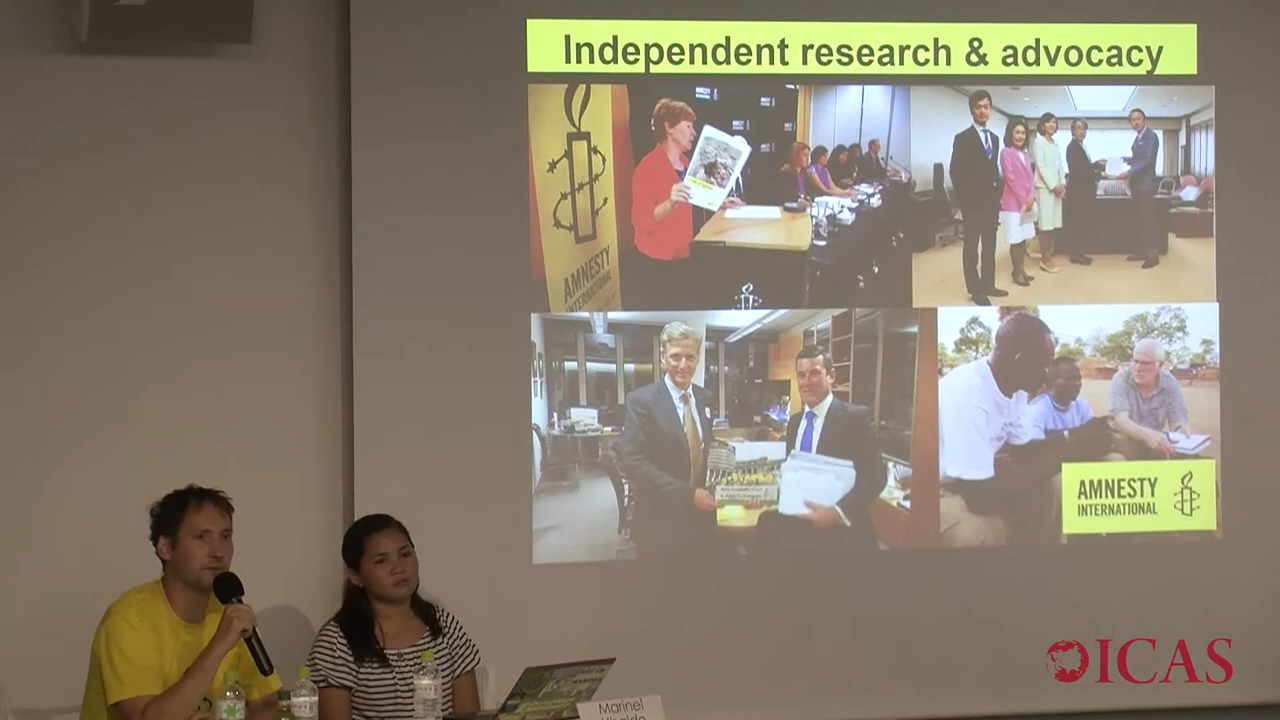 Independent research & advocacy
AMNESTY
INTERNATIONAL
AMNESTY
INTERNATIONAL
ICAS
Marinel